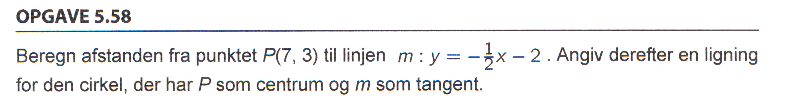 OPGAVE 5.58
Beregn afstanden fra punktet P(7, 3) til linjen m : y = −½x − 2 . Angiv derefter en ligning
for den cirkel, der har P som centrum og m som tangent.